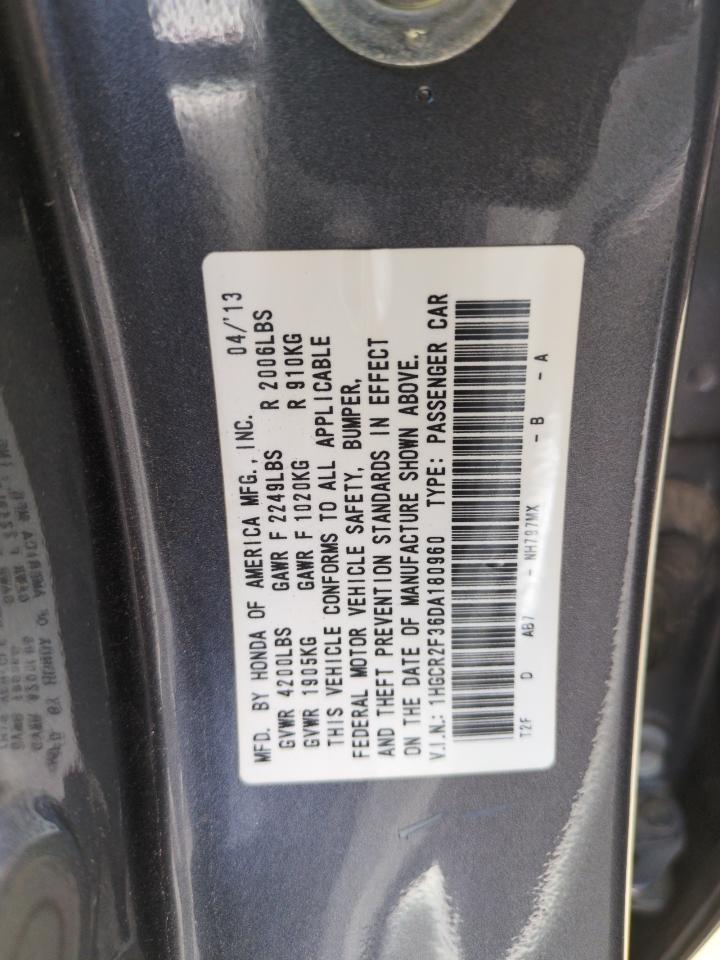 MFD. BY HONDA OF AMERICA MFG., INC. 04/'13
GVWR 4200LBS GAWR F 2249LBS R 2006LBS
GVWR 1905KG GAWR F 1020KG R 910KG
THIS VEHICLE CONFORMS TO ALL APPLICABLE
FEDERAL MOTOR VEHICLE SAFETY, BUMPER,
AND THEFT PREVENTION STANDARDS IN EFFECT
ON THE DATE OF MANUFACTURE SHOWN ABOVE.
V.I.N.: 1HGCR2F36DA180960 TYPE: PASSENGER CAR
T2F D AB7 - NH797MX - B - A